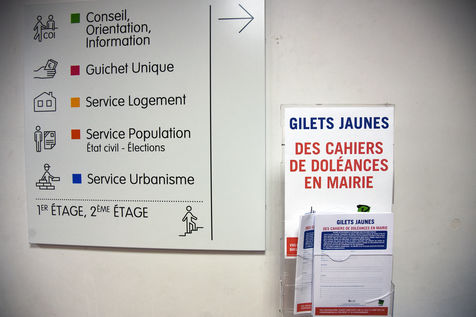 Conseil,
Orientation,
Information
COI
Guichet Unique
Service Logement
Service Population
État civil - Élections
Service Urbanisme
1ER ÉTAGE, 2ÈME ÉTAGE
GILETS JAUNES
DES CAHIERS
DE DOLÉANCES
EN MAIRIE
GILETS JAUNES
DES CAHIERS DE DOLÉANCES EN MAIRIE